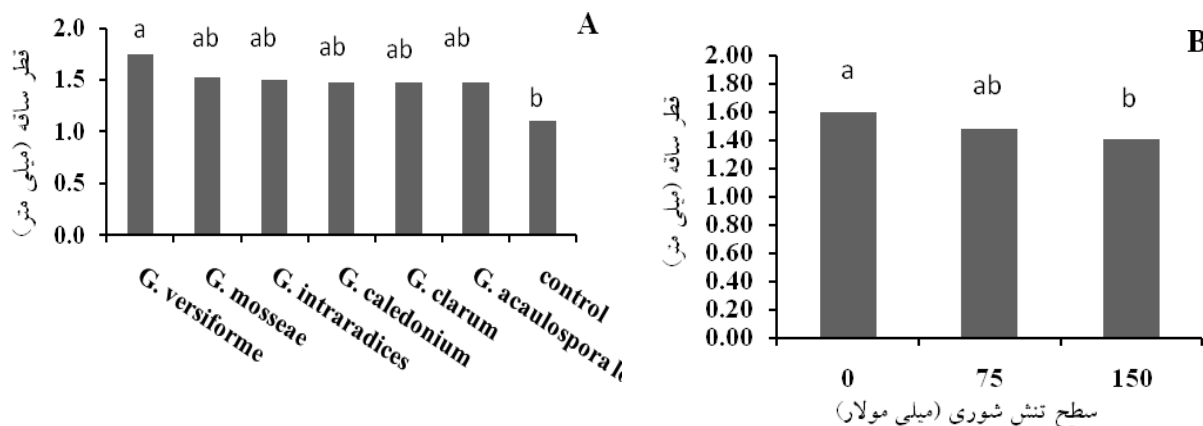 A
قطر ساقه (میلی متر)
2.0
1.5
1.0
0.5
0.0
a
ab
ab
ab
ab
ab
b
G. versiforme
G. mosseae
G. intraradices
G. caledonium
G. clarum
G. acaulospora
control
B
قطر ساقه (میلی متر)
2.00
1.80
1.60
1.40
1.20
1.00
0.80
0.60
0.40
0.20
0.00
a
ab
b
0
75
150
سطح تنش شوری (میلی مولار)